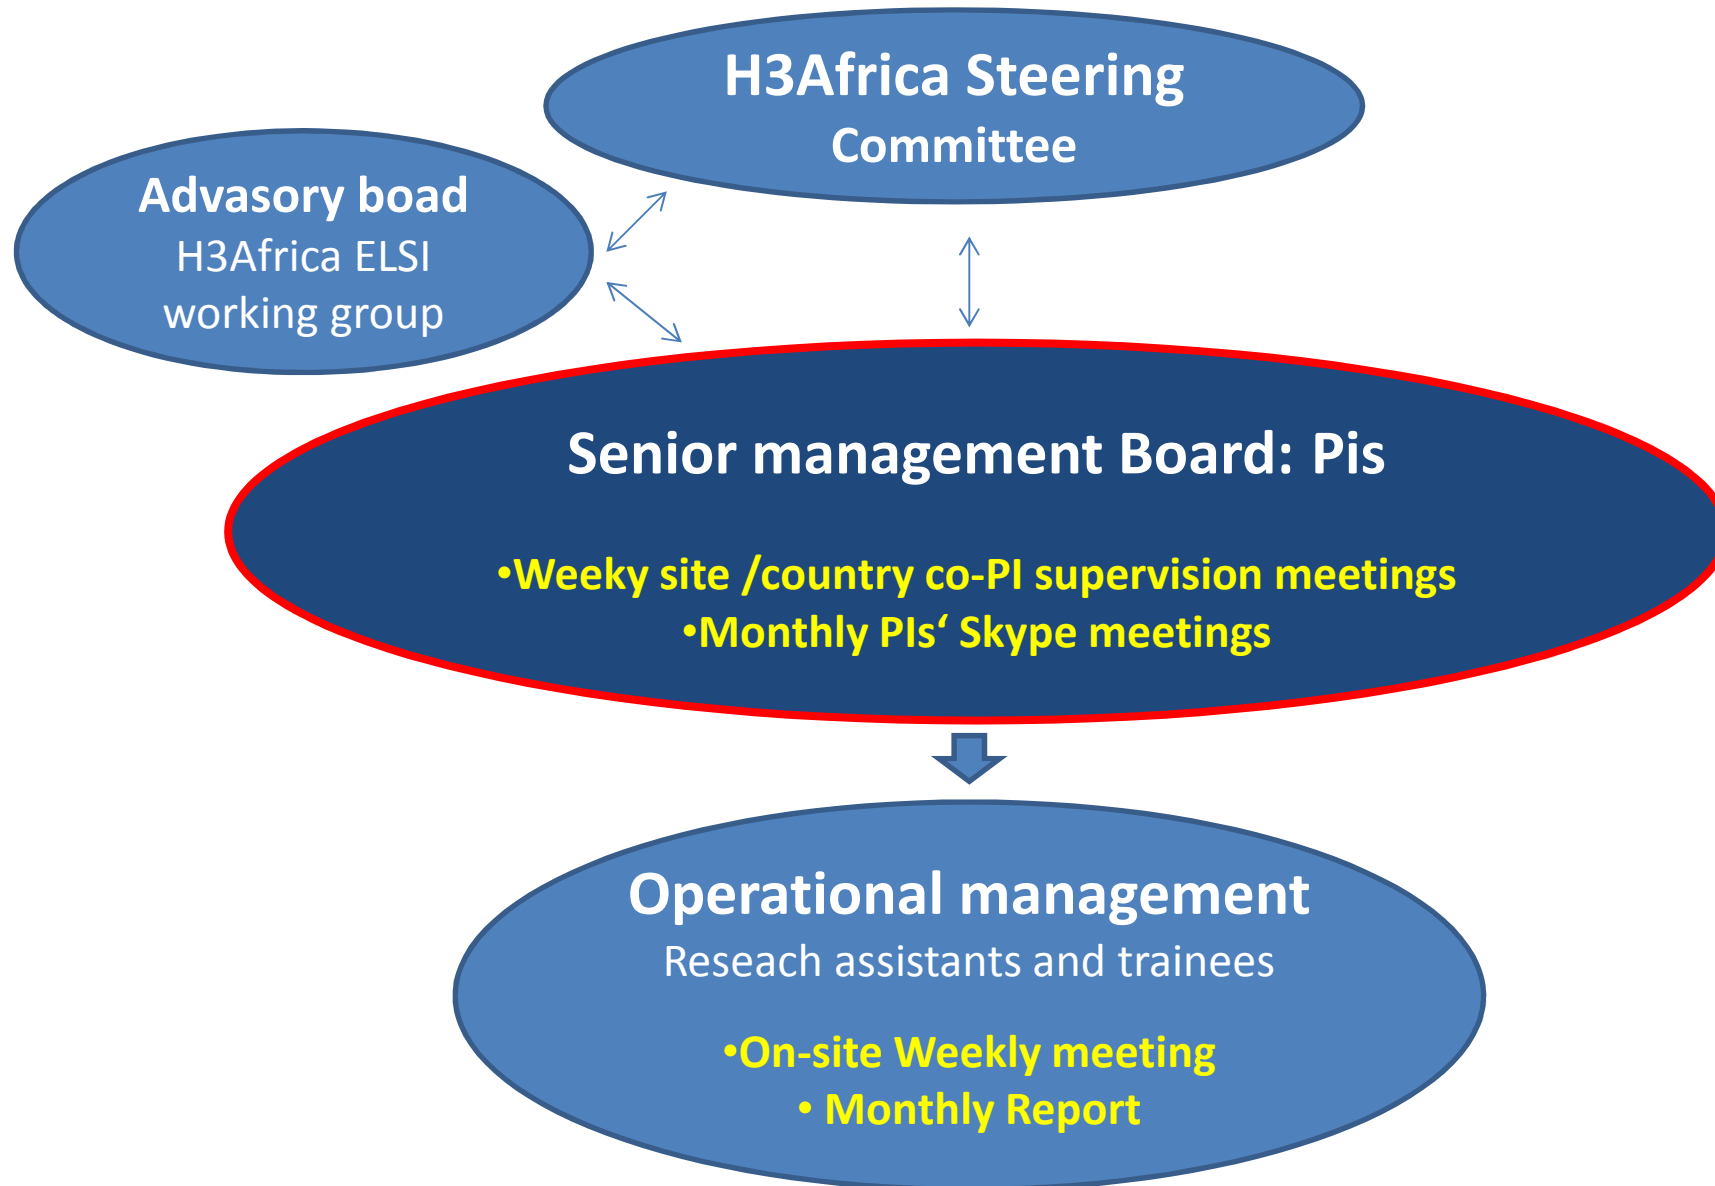 H3Africa Steering
Committee
Advasory boad
H3Africa ELSI
working group
Senior management Board: Pis
•Weeky site /country co-PI supervision meetings
•Monthly PIs‘ Skype meetings
Operational management
Reseach assistants and trainees
•On-site Weekly meeting
• Monthly Report